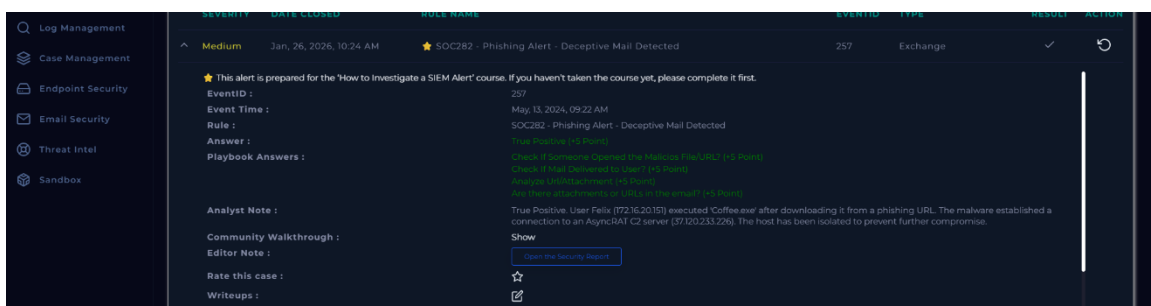 SEVERITY DATE CLOSED RULE NAME EVENTID TYPE RESULT ACTION
Log Management
Case Management
Endpoint Security
Email Security
Threat Intel
Sandbox
Medium Jan, 26, 2026, 10:24 AM SOC282 - Phishing Alert - Deceptive Mail Detected 257 Exchange
This alert is prepared for the 'How to Investigate a SIEM Alert' course. If you haven't taken the course yet, please complete it first.
EventID : 257
Event Time : May, 13, 2024, 09:22 AM
Rule : SOC282 - Phishing Alert - Deceptive Mail Detected
Answer : True Positive (+5 Point)
Playbook Answers : Check If Someone Opened the Malicios File/URL? (+5 Point)
Check If Mail Delivered to User? (+5 Point)
Analyze Url/Attachment (+5 Point)
Are there attachments or URLs in the email? (+5 Point)
Analyst Note : True Positive. User Felix (172.16.20.151) executed 'Coffee.exe' after downloading it from a phishing URL. The malware established a
connection to an AsyncRAT C2 server (37.120.233.226). The host has been isolated to prevent further compromise.
Community Walkthrough : Show
Editor Note : Open the Security Report
Rate this case :
Writeups :